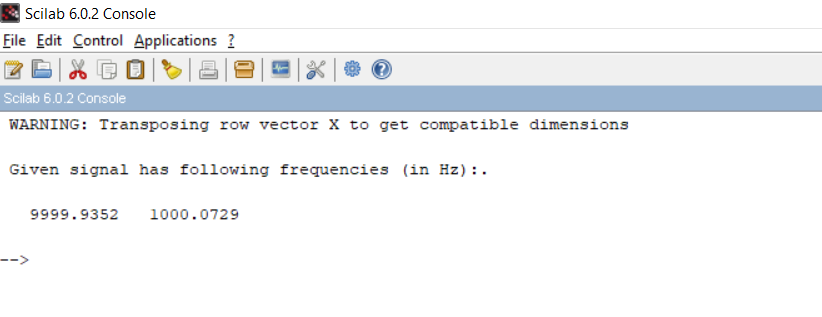 Scilab 6.0.2 Console
File Edit Control Applications ?
Scilab 6.0.2 Console
WARNING: Transposing row vector X to get compatible dimensions
Given signal has following frequencies (in Hz):.
9999.9352 1000.0729
-->